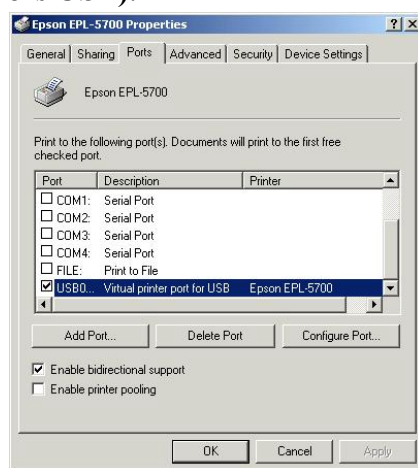 Epson EPL-5700 Properties
General Sharing Ports Advanced Security Device Settings
Epson EPL-5700
Print to the following port(s). Documents will print to the first free
checked port.
Port Description Printer
COM1: Serial Port
COM2: Serial Port
COM3: Serial Port
COM4: Serial Port
FILE: Print to File
USB0... Virtual printer port for USB Epson EPL-5700
Add Port... Delete Port Configure Port...
Enable bidirectional support
Enable printer pooling
OK Cancel Apply